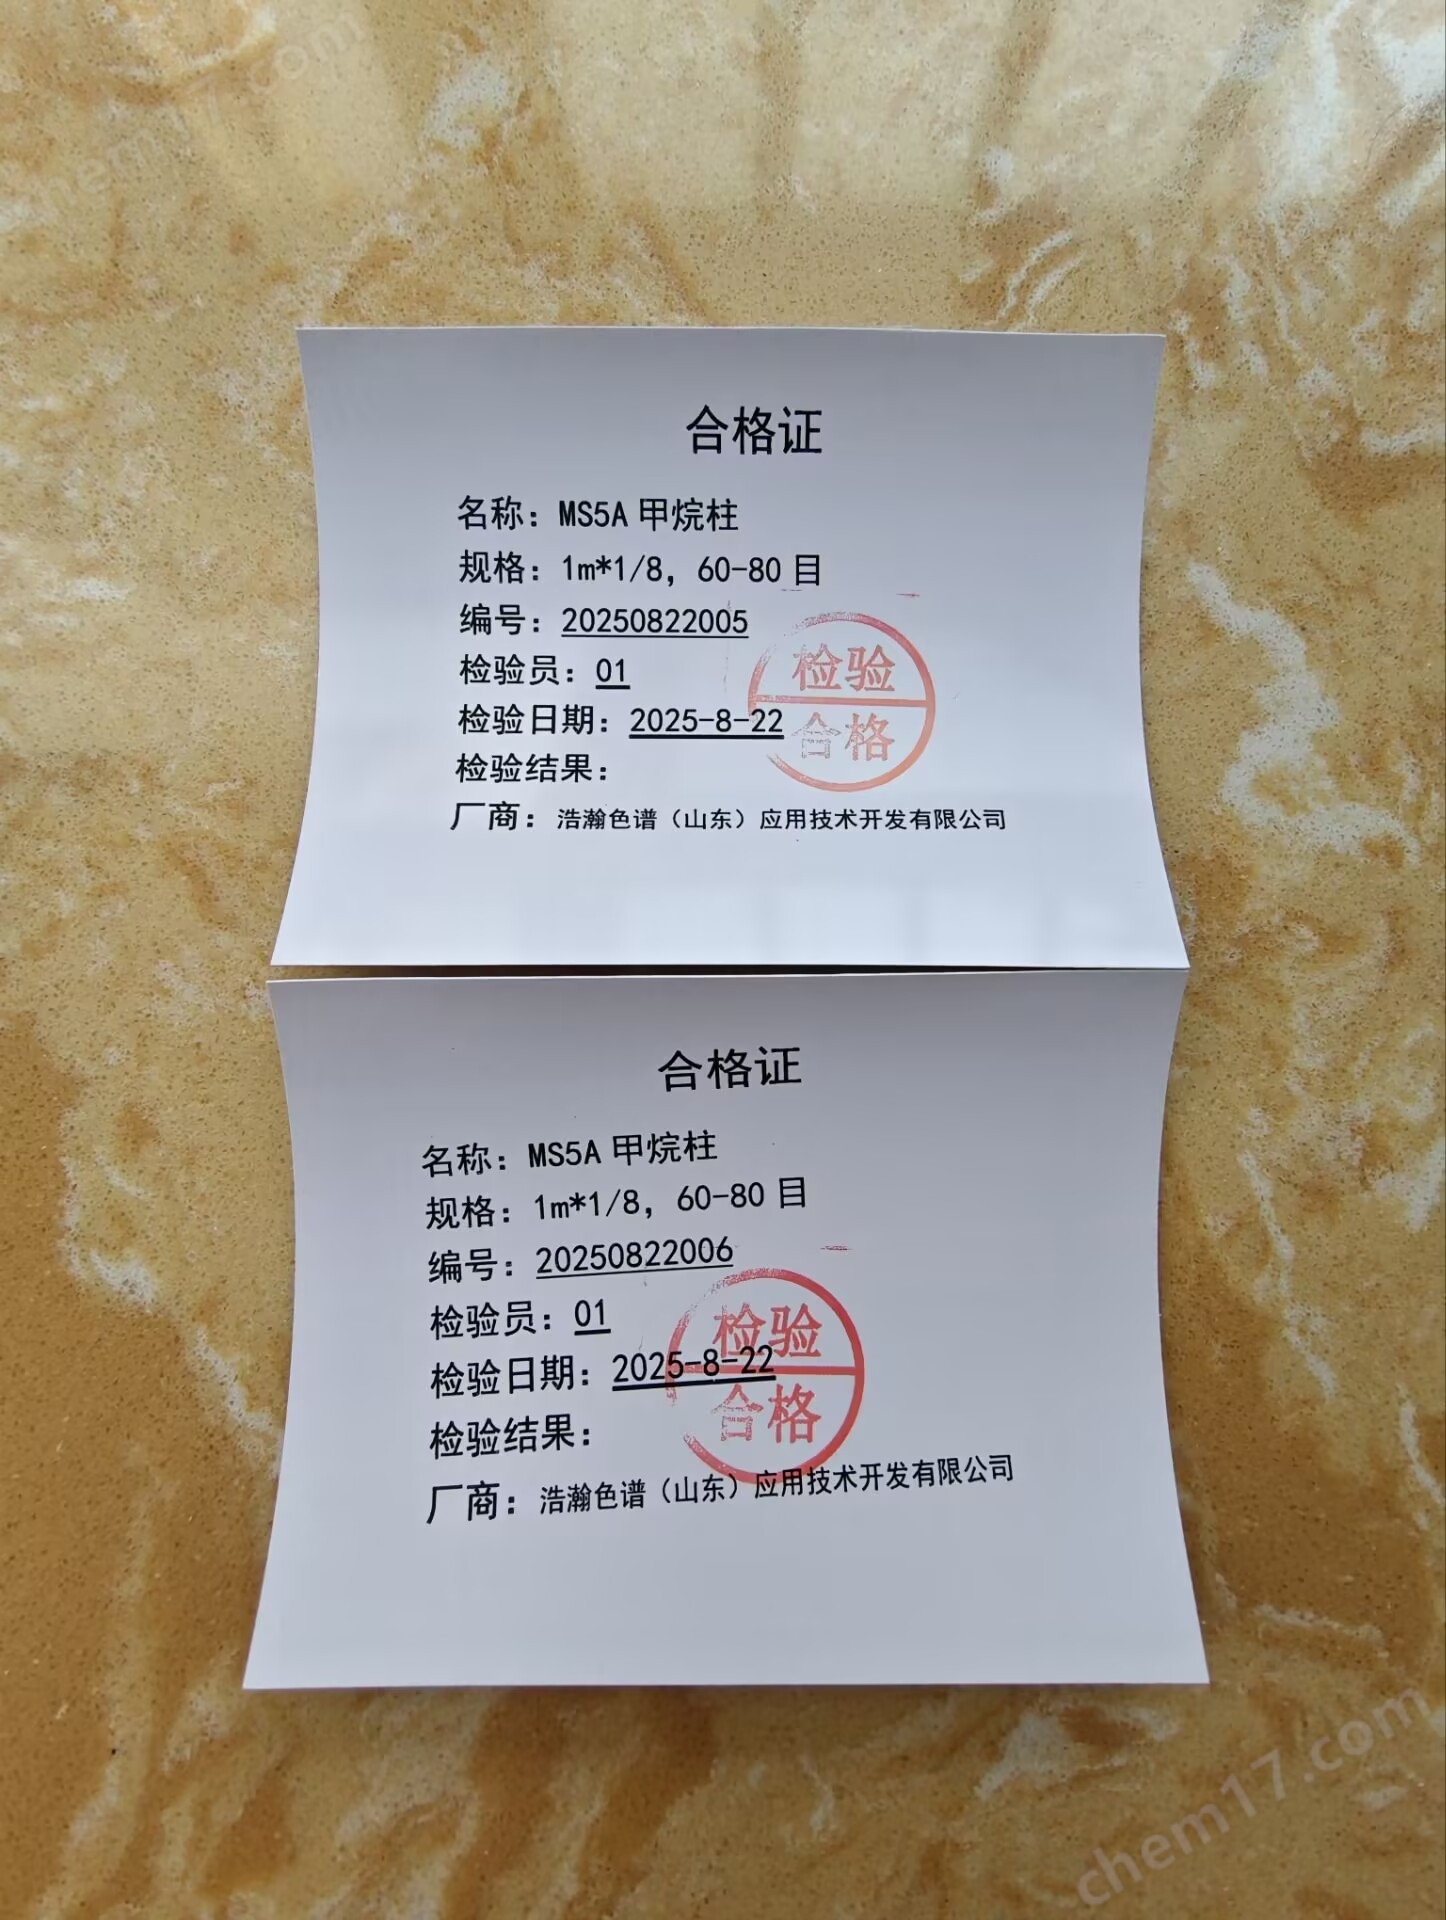 合格证
名称：MS5A 甲烷柱
规格：1m*1/8，60-80 目
编号：20250822005
检验员：01
检验日期：2025-8-22
检验结果：
检验
合格
厂商：浩瀚色谱（山东）应用技术开发有限公司
合格证
名称：MS5A 甲烷柱
规格：1m*1/8，60-80 目
编号：20250822006
检验员：01
检验日期：2025-8-22
检验结果：
检验
合格
厂商：浩瀚色谱（山东）应用技术开发有限公司
chem17.com